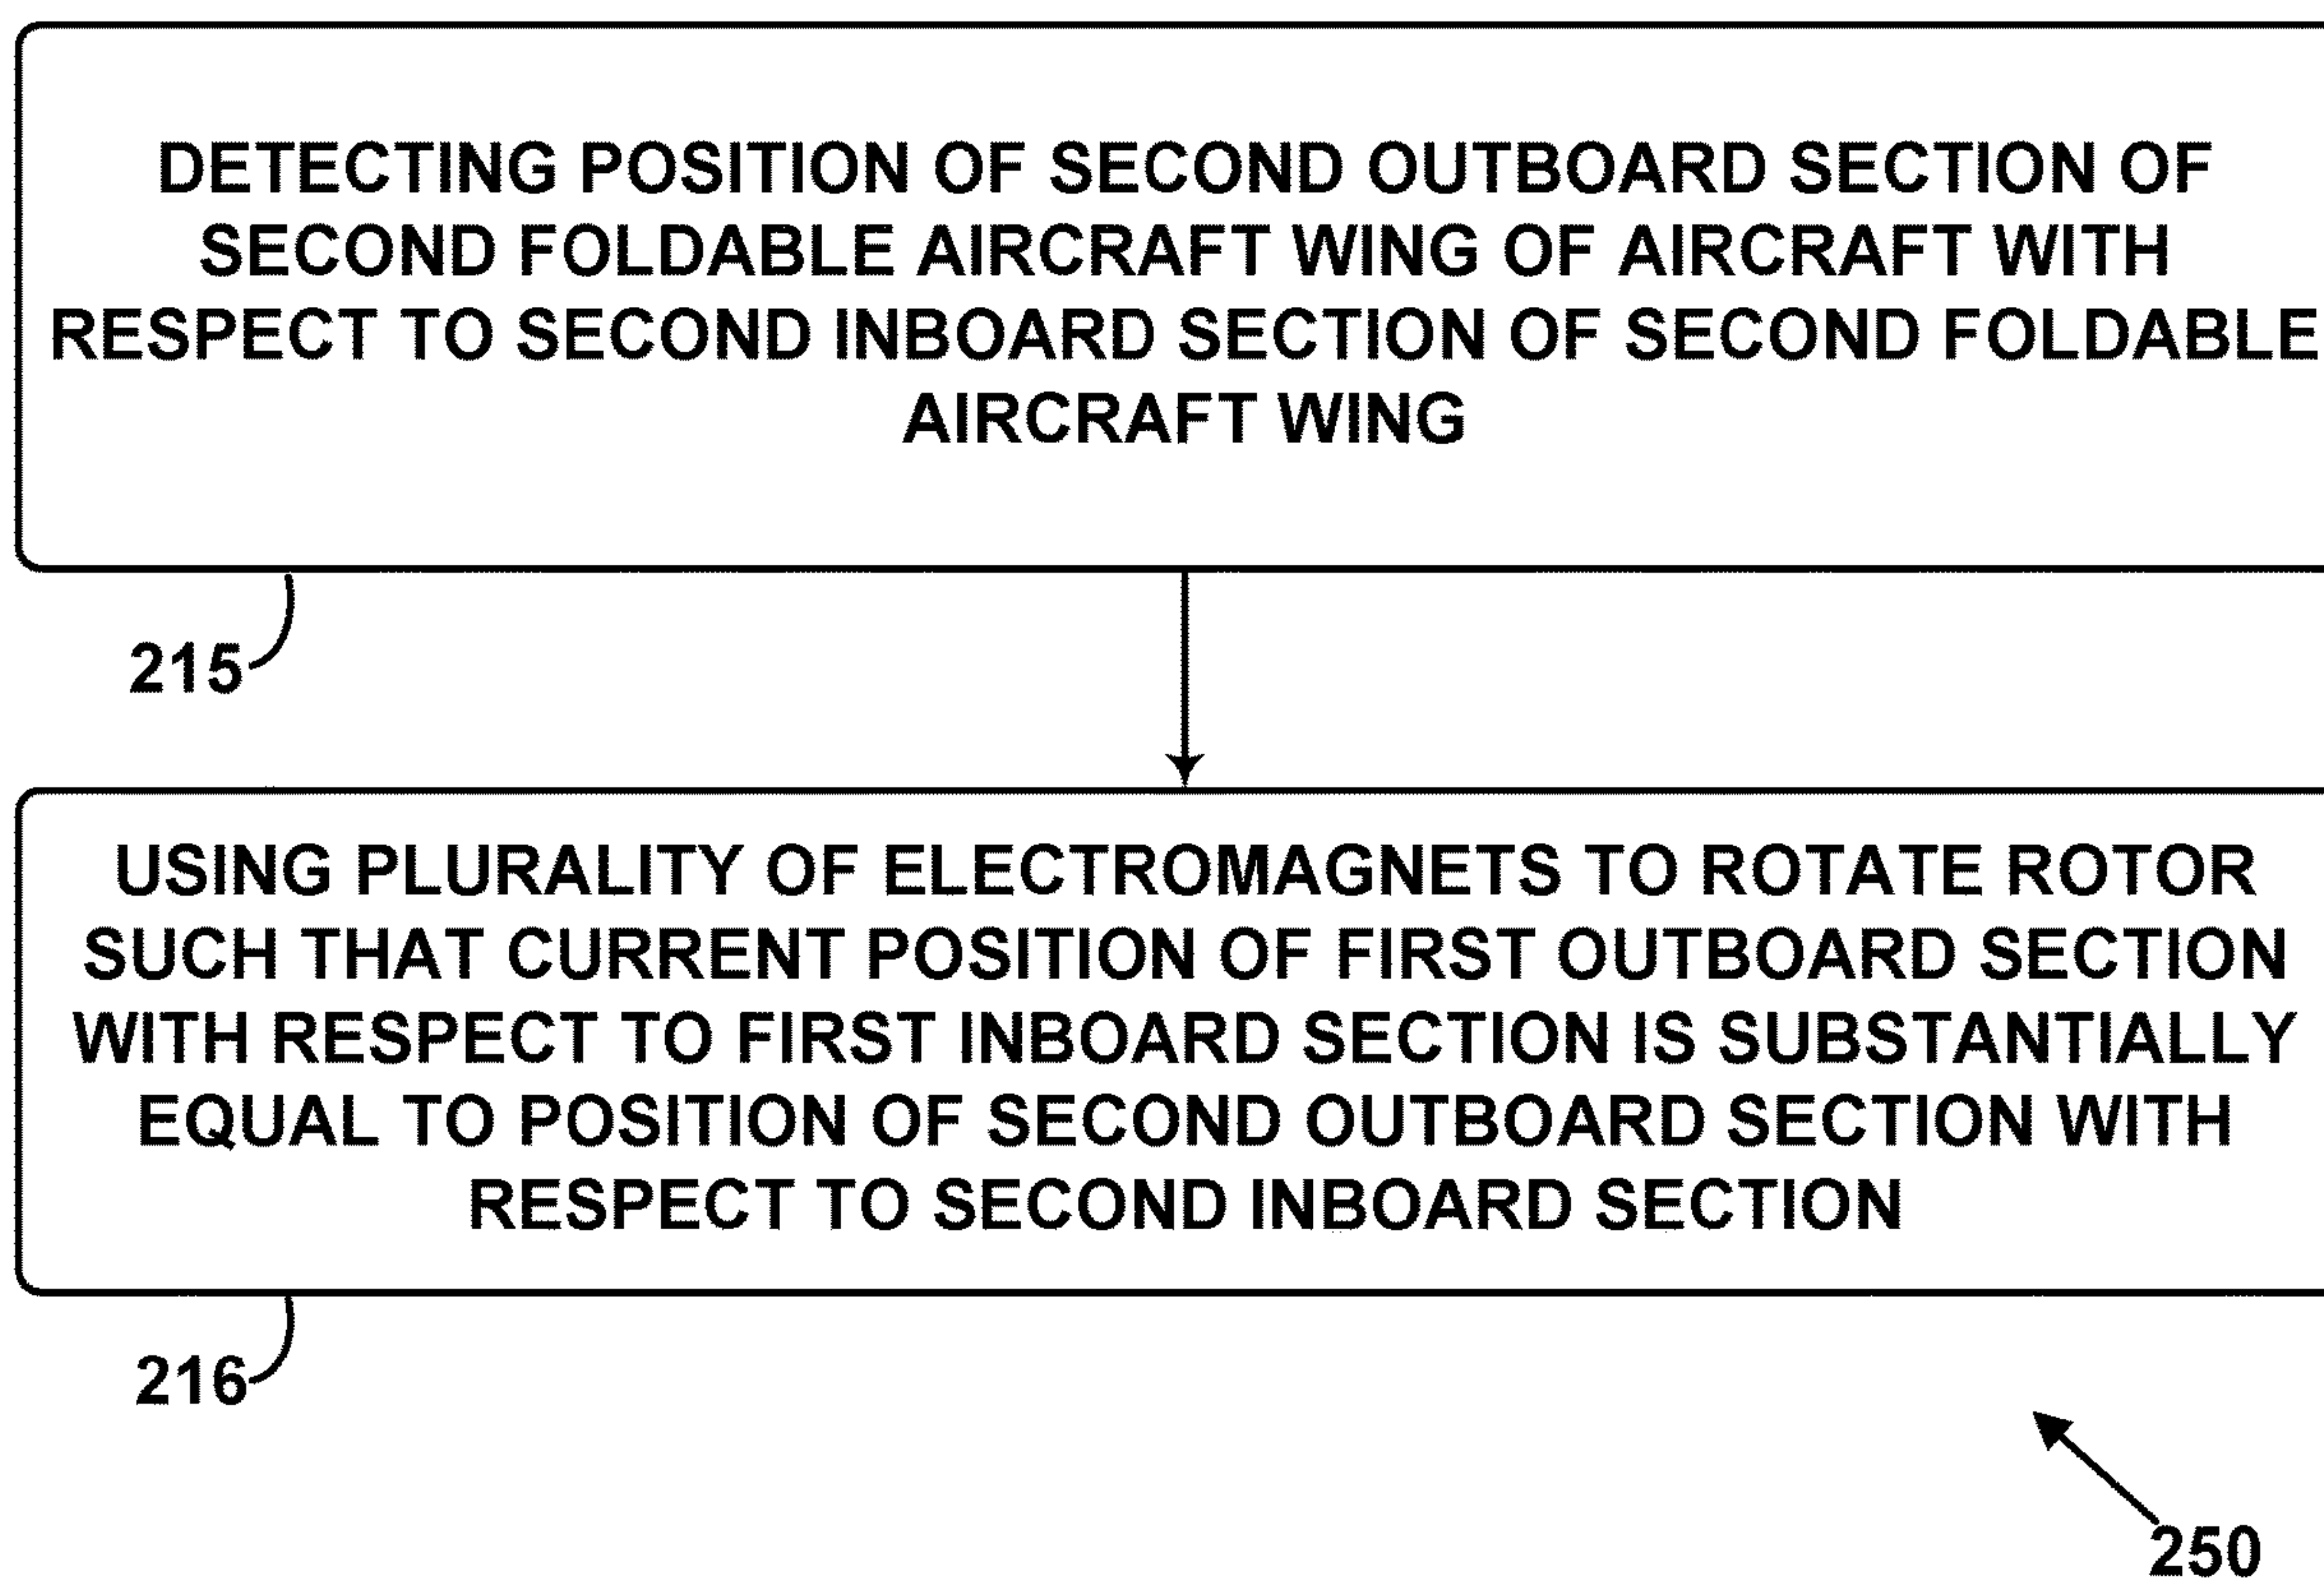 DETECTING POSITION OF SECOND OUTBOARD SECTION OF
SECOND FOLDABLE AIRCRAFT WING OF AIRCRAFT WITH
RESPECT TO SECOND INBOARD SECTION OF SECOND FOLDABLE
AIRCRAFT WING
215
USING PLURALITY OF ELECTROMAGNETS TO ROTATE ROTOR
SUCH THAT CURRENT POSITION OF FIRST OUTBOARD SECTION
WITH RESPECT TO FIRST INBOARD SECTION IS SUBSTANTIALLY
EQUAL TO POSITION OF SECOND OUTBOARD SECTION WITH
RESPECT TO SECOND INBOARD SECTION
216
250